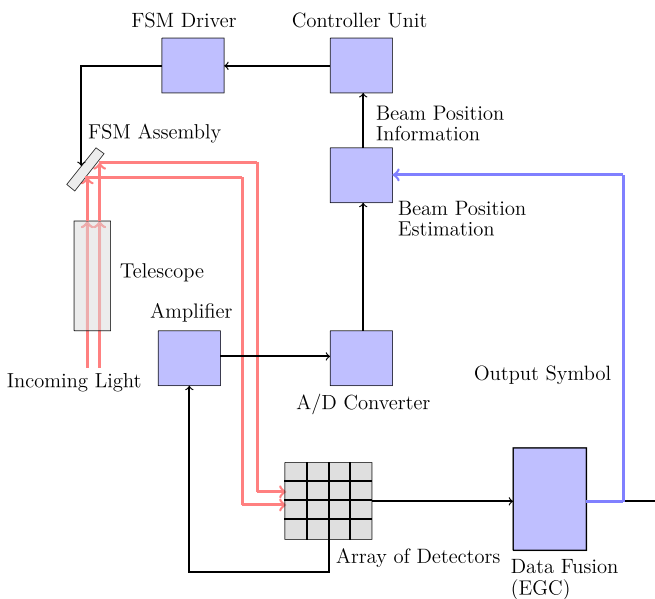 FSM Driver
Controller Unit
Beam Position
Information
FSM Assembly
Beam Position
Estimation
Telescope
Amplifier
Incoming Light
Output Symbol
A/D Converter
Array of Detectors
Data Fusion
(EGC)